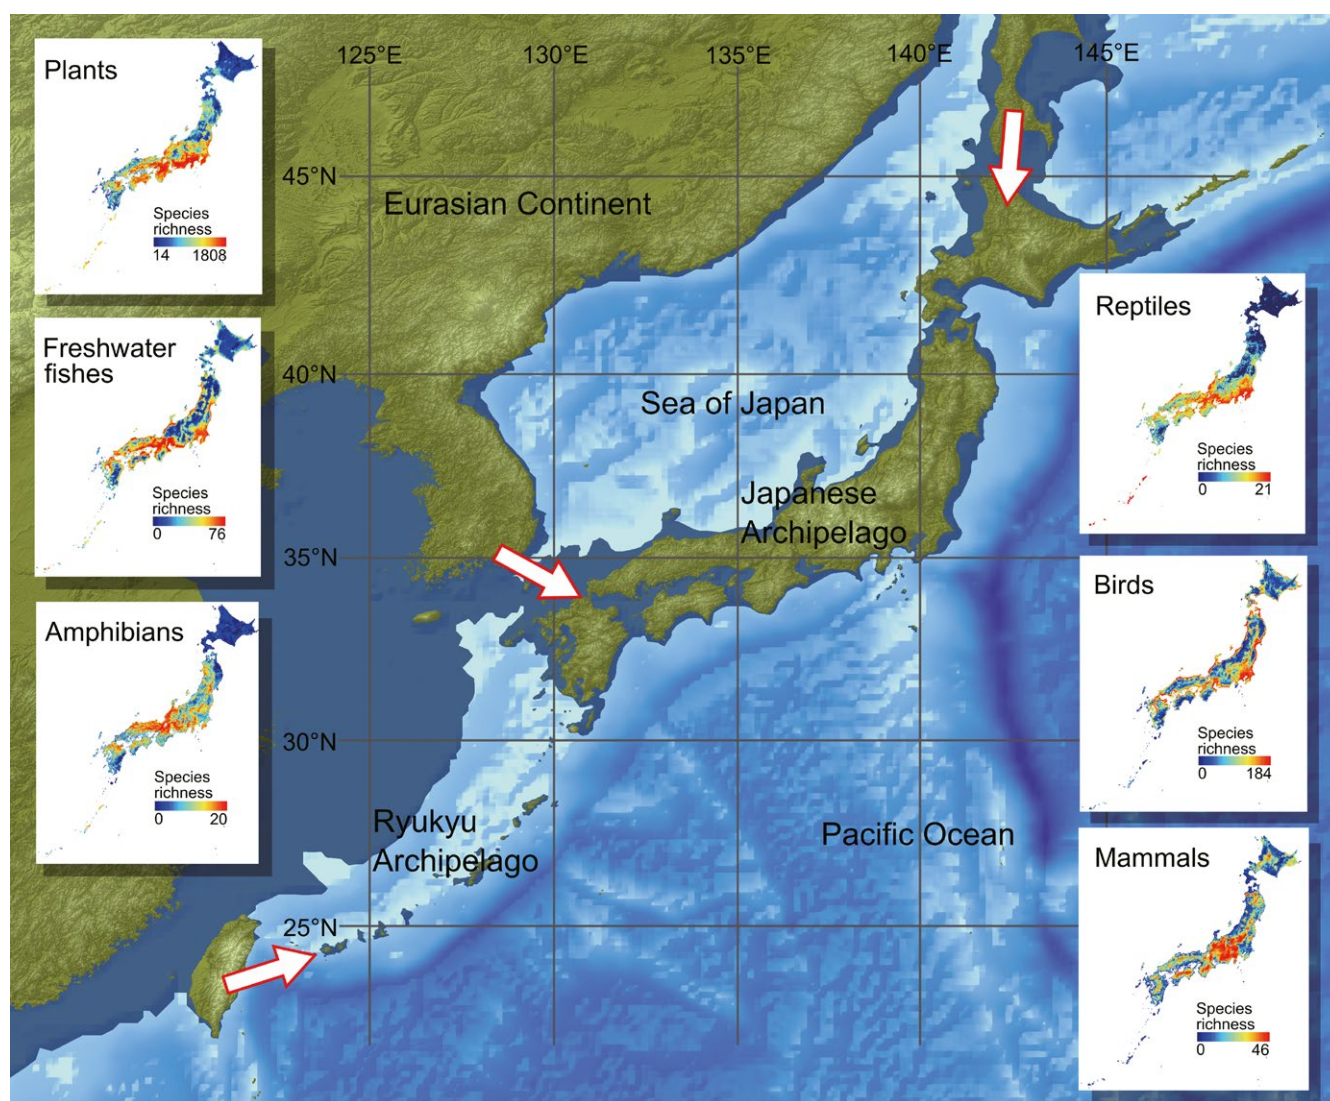 125°E
130°E
135°E
140°E
145°E
45°N
40°N
35°N
30°N
25°N
Eurasian Continent
Sea of Japan
Japanese
Archipelago
Ryukyu
Archipelago
Pacific Ocean
Plants
Species
richness
14 1808
Freshwater
fishes
Species
richness
0 76
Amphibians
Species
richness
0 20
Reptiles
Species
richness
0 21
Birds
Species
richness
0 184
Mammals
Species
richness
0 46